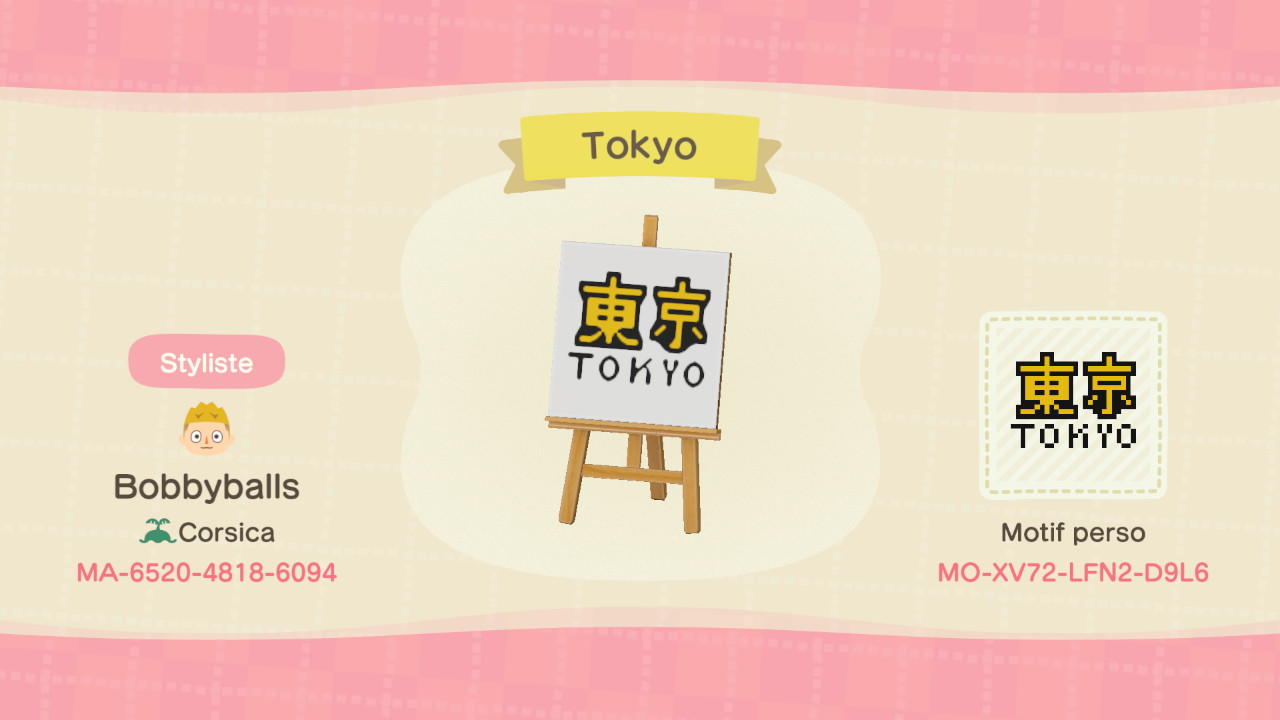 Tokyo
東京
TOKYO
Styliste
Bobbyballs
Corsica
MA-6520-4818-6094
東京
TOKYO
Motif perso
MO-XV72-LFN2-D9L6